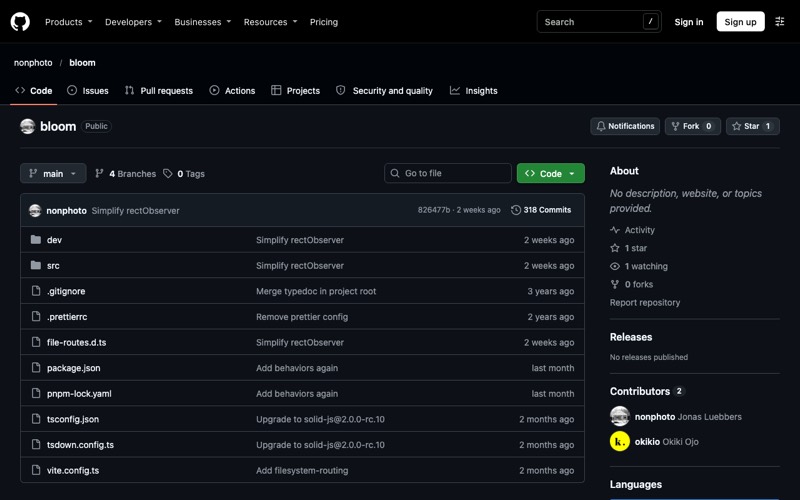 Products Developers Businesses Resources Pricing Search / Sign in Sign up
nonphoto / bloom
Code Issues Pull requests Actions Projects Security and quality Insights
bloom Public Notifications Fork 0 Star 1
main 4 Branches 0 Tags Go to file Code
nonphoto Simplify rectObserver 826477b · 2 weeks ago 318 Commits
dev Simplify rectObserver 2 weeks ago
src Simplify rectObserver 2 weeks ago
.gitignore Merge typedoc in project root 3 years ago
.prettierrc Remove prettier config 2 years ago
file-routes.d.ts Simplify rectObserver 2 weeks ago
package.json Add behaviors again last month
pnpm-lock.yaml Add behaviors again last month
tsconfig.json Upgrade to solid-js@2.0.0-rc.10 2 months ago
tsdown.config.ts Upgrade to solid-js@2.0.0-rc.10 2 months ago
vite.config.ts Add filesystem-routing 2 months ago
About
No description, website, or topics
provided.
Activity
1 star
1 watching
0 forks
Report repository
Releases
No releases published
Contributors 2
nonphoto Jonas Luebbers
k. okikio Okiki Ojo
Languages